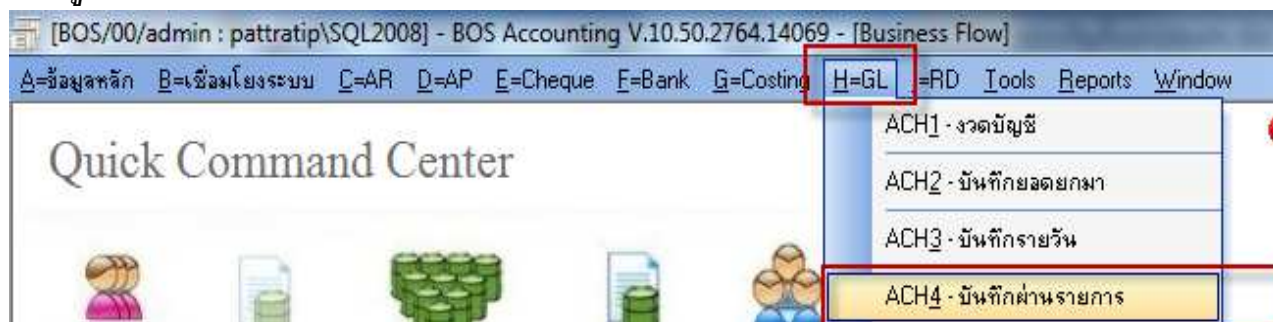 [BOS/00/admin : pattratip\SQL2008] - BOS Accounting V.10.50.2764.14069 - [Business Flow]
A=ข้อมูลหลัก B=เชื่อมโยงระบบ C=AR D=AP E=Cheque F=Bank G=Costing H=GL I=RD Tools Reports Window
ACH1 - งวดบัญชี
Quick Command Center
ACH2 - บันทึกยอดยกมา
ACH3 - บันทึกรายวัน
ACH4 - บันทึกผ่านรายการ